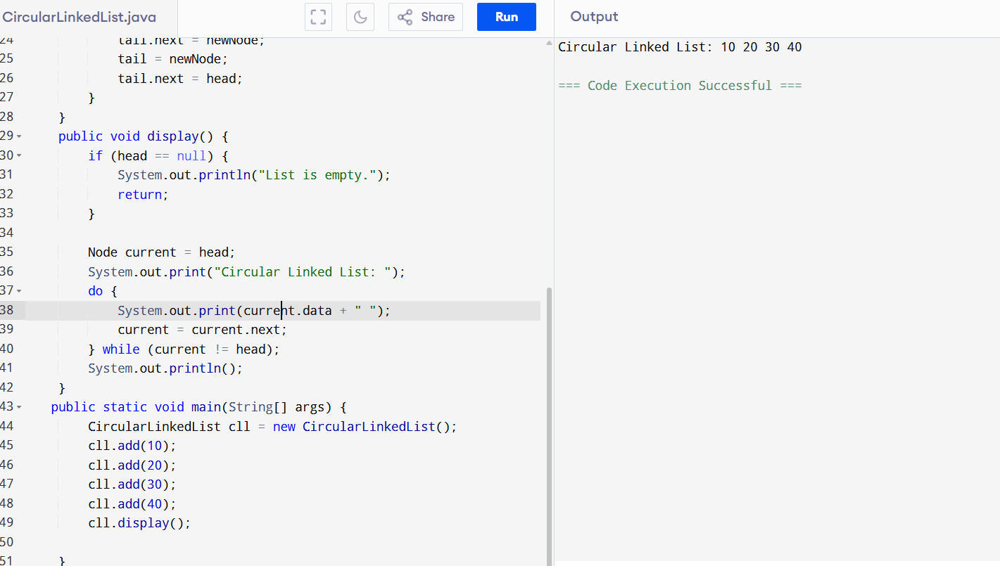 CircularLinkedList.java
Share
Run
Output
24 tail.next = newNode;
25 tail = newNode;
26 tail.next = head;
27 }
28 }
29 public void display() {
30 if (head == null) {
31 System.out.println("List is empty.");
32 return;
33 }
34
35 Node current = head;
36 System.out.print("Circular Linked List: ");
37 do {
38 System.out.print(current.data + " ");
39 current = current.next;
40 } while (current != head);
41 System.out.println();
42 }
43 public static void main(String[] args) {
44 CircularLinkedList cll = new CircularLinkedList();
45 cll.add(10);
46 cll.add(20);
47 cll.add(30);
48 cll.add(40);
49 cll.display();
50
51 }
Circular Linked List: 10 20 30 40
=== Code Execution Successful ===